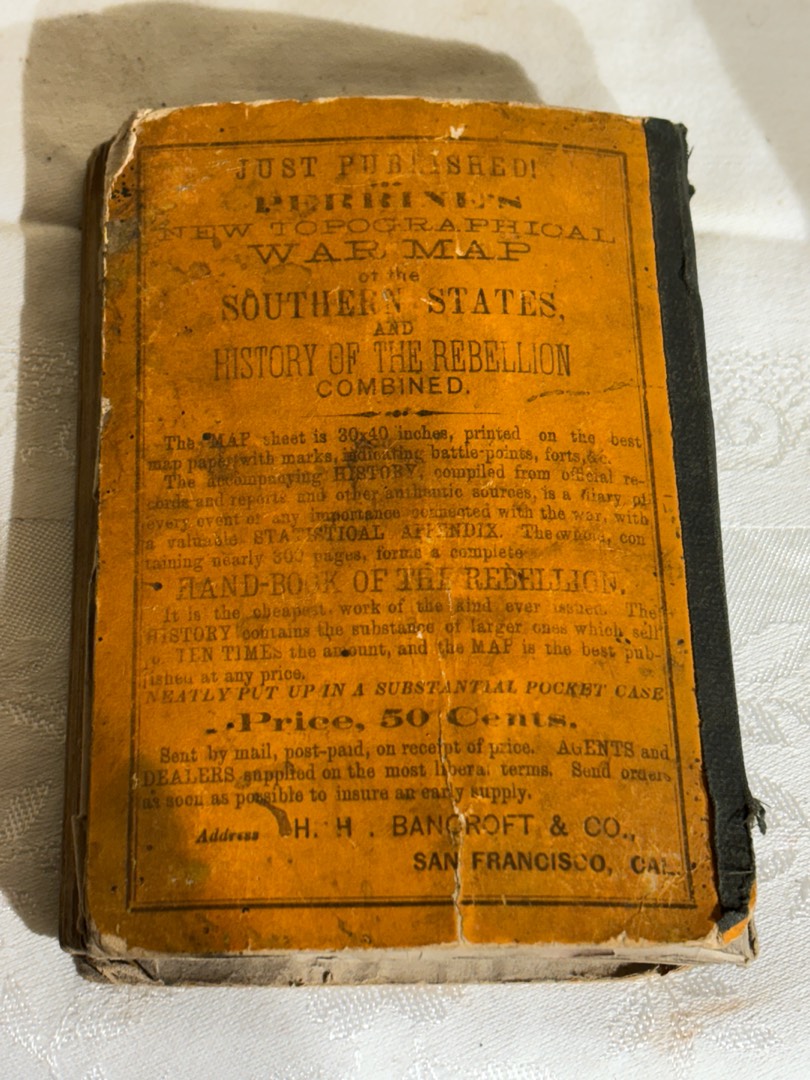 JUST PUBLISHED!
PERRINE'S
NEW TOPOGRAPHICAL
WAR MAP
of the
SOUTHERN STATES,
AND
HISTORY OF THE REBELLION
COMBINED.
The MAP sheet is 30x40 inches, printed on the best
map paper, with marks, indicating battle-points, forts, &c.
The accompanying HISTORY, compiled from official re-
cords and reports and other authentic sources, is a diary of
every event of any importance connected with the war, with
a valuable STATISTICAL APPENDIX. The whole, con
taining nearly 300 pages, forms a complete
HAND-BOOK OF THE REBELLION.
It is the cheapest work of the kind ever issued. The
HISTORY contains the substance of larger ones which sell
TEN TIMES the amount, and the MAP is the best pub-
lished at any price.
NEATLY PUT UP IN A SUBSTANTIAL POCKET CASE
Price, 50 Cents.
Sent by mail, post-paid, on receipt of price. AGENTS and
DEALERS supplied on the most liberal terms. Send orders
as soon as possible to insure an early supply.
Address H. H. BANCROFT & CO.,
SAN FRANCISCO, CAL.